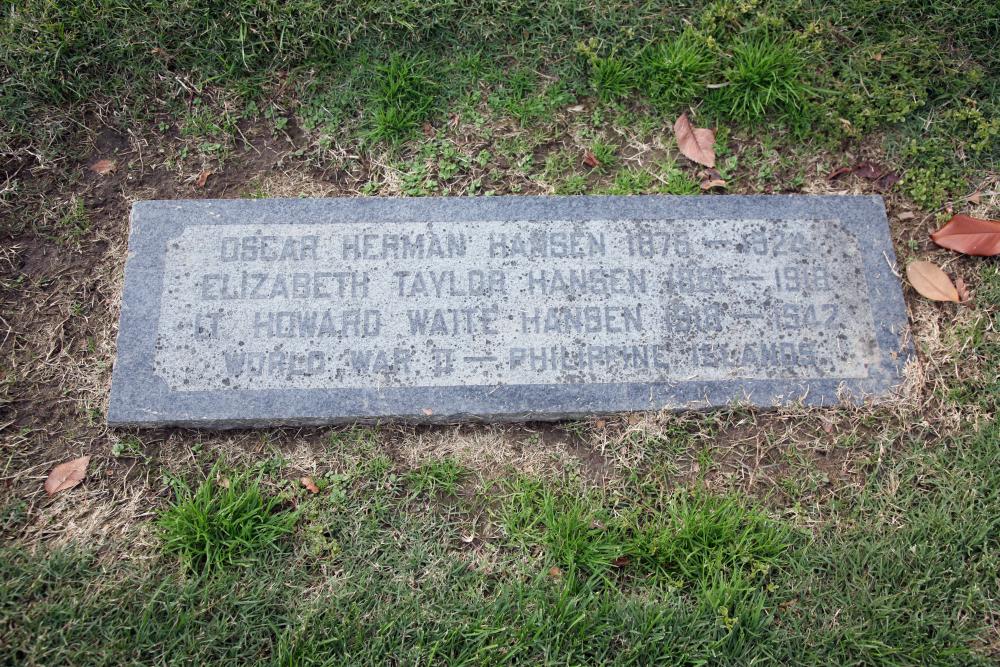 OSCAR HERMAN HANSEN 1878 — 1924
ELIZABETH TAYLOR HANSEN 1881 — 1918
LT HOWARD WAITE HANSEN 1918 — 1942
WORLD WAR II — PHILIPPINE ISLANDS